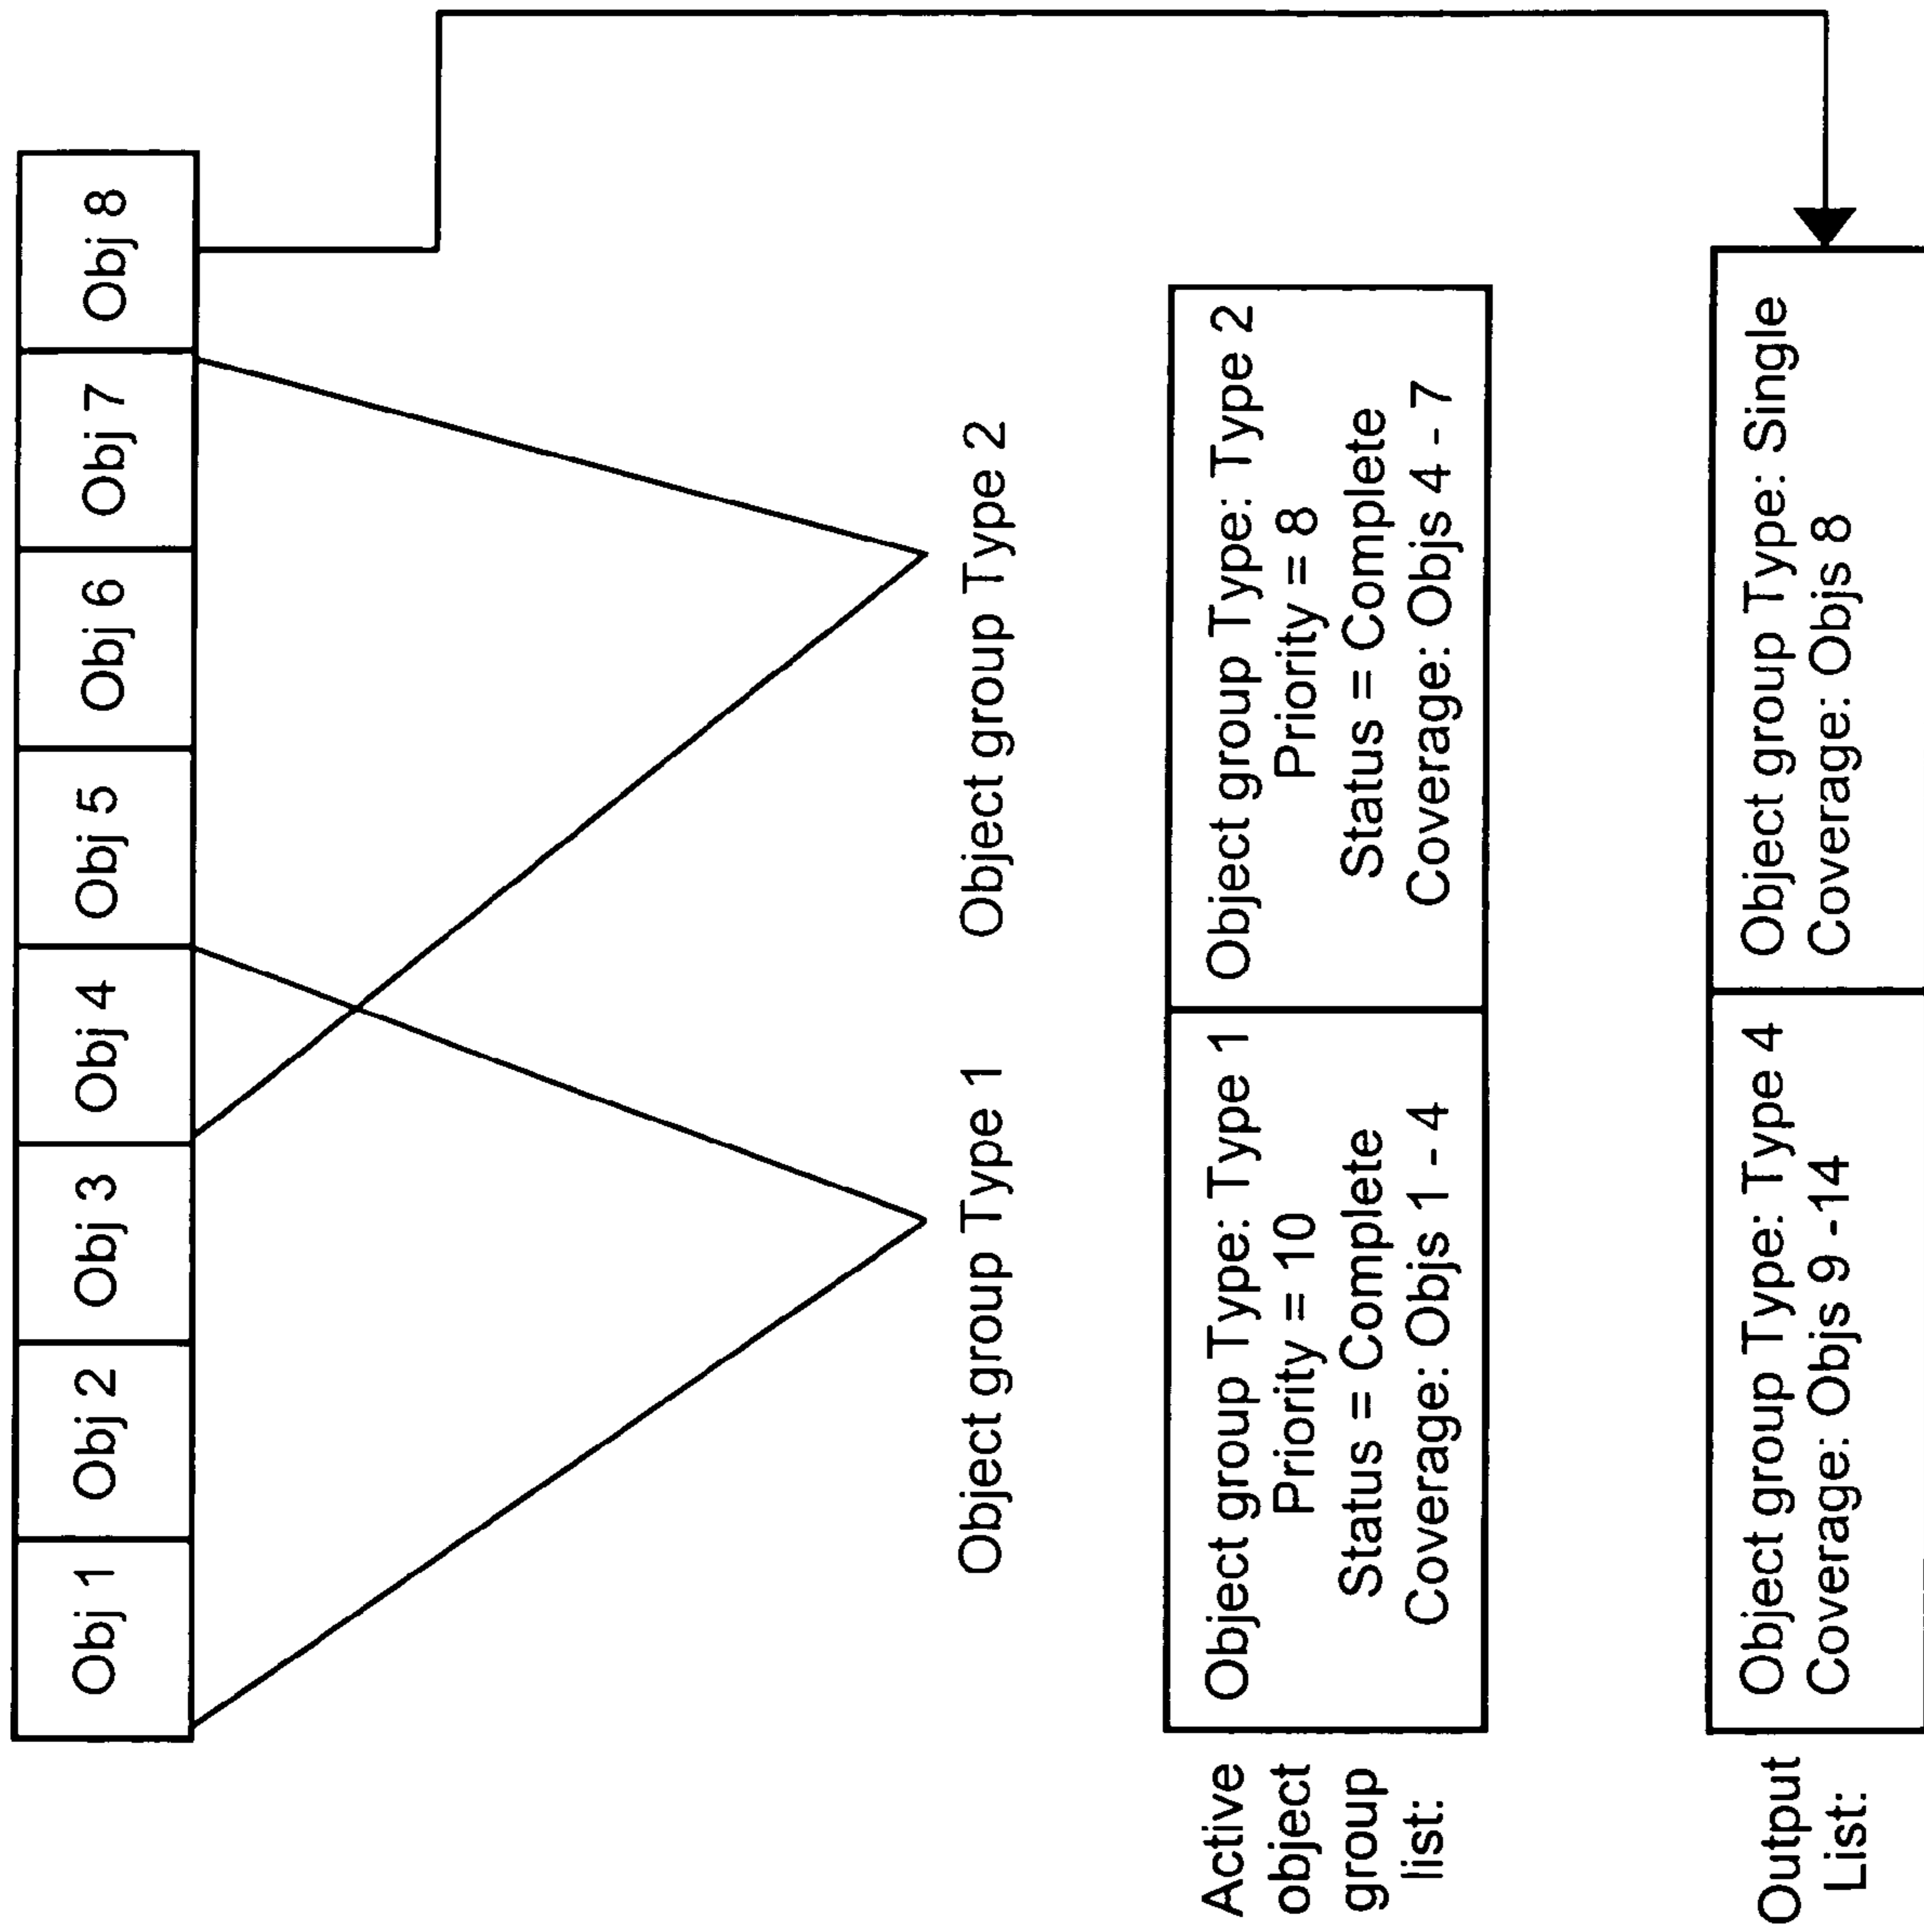 Obj 1
Obj 2
Obj 3
Obj 4
Obj 5
Obj 6
Obj 7
Obj 8
Object group Type 1
Object group Type 2
Active
object
group
list:
Object group Type: Type 1
Priority = 10
Status = Complete
Coverage: Objs 1 - 4
Object group Type: Type 2
Priority = 8
Status = Complete
Coverage: Objs 4 - 7
Output
List:
Object group Type: Type 4
Coverage: Objs 9 -14
Object group Type: Single
Coverage: Objs 8